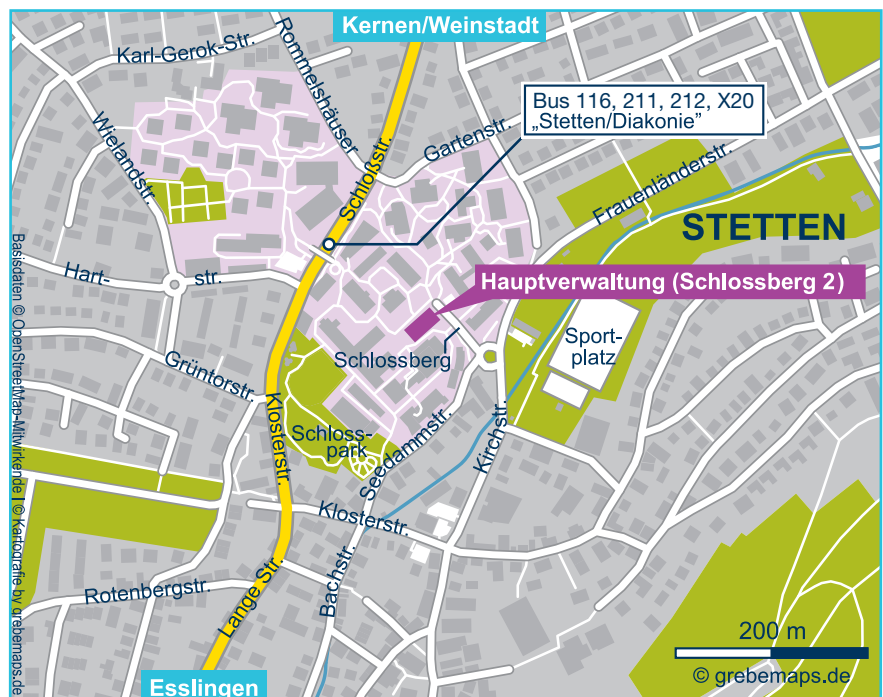 Kernen/Weinstadt
Karl-Gerok-Str.
Rommelshäuser
Bus 116, 211, 212, X20
„Stetten/Diakonie”
Wielandstr.
Gartenstr.
Schloßstr.
Frauenländerstr.
STETTEN
Hart-
str.
Hauptverwaltung (Schlossberg 2)
Sport-
platz
Schlossberg
Grüntorstr.
Klosterstr.
Schloss-
park
Seedammstr.
Kirchstr.
Klosterstr.
Rotenbergstr.
Lange Str.
Bachstr.
200 m
© grebemaps.de
Esslingen
Basisdaten © OpenStreetMap-Mitwirkende | © Kartografie by grebemaps.de